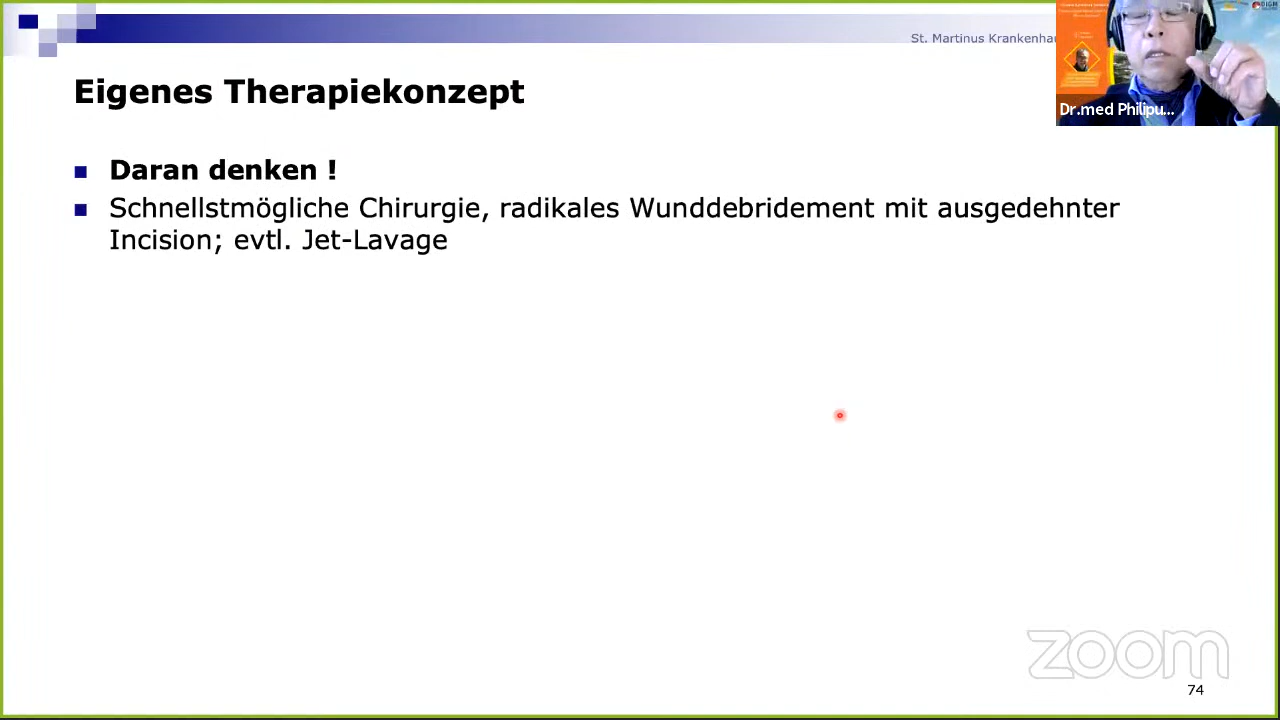 St. Martinus Krankenhau
Eigenes Therapiekonzept
Dr.med Philipu...
Daran denken !
Schnellstmögliche Chirurgie, radikales Wunddebridement mit ausgedehnter
Incision; evtl. Jet-Lavage
zoom
74